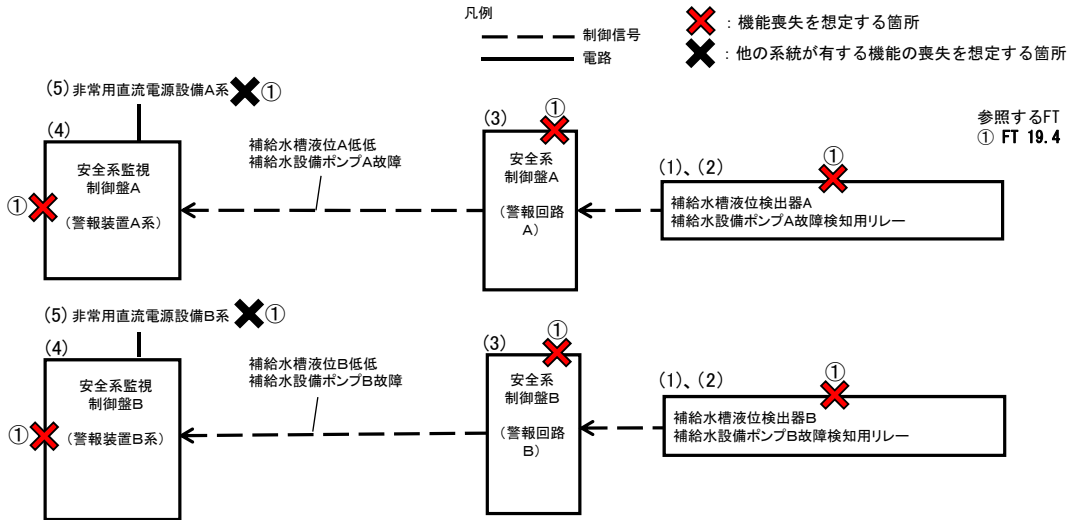 凡例
制御信号
電路
：機能喪失を想定する箇所
：他の系統が有する機能の喪失を想定する箇所
参照するFT
① FT 19.4
(5)非常用直流電源設備A系 ①
(4)
安全系監視
制御盤A
（警報装置A系）
①
補給水槽液位A低低
補給水設備ポンプA故障
(3)
①
安全系
制御盤A
（警報回路
A）
(1)、(2)
①
補給水槽液位検出器A
補給水設備ポンプA故障検知用リレー
(5)非常用直流電源設備B系 ①
(4)
安全系監視
制御盤B
（警報装置B系）
①
補給水槽液位B低低
補給水設備ポンプB故障
(3)
①
安全系
制御盤B
（警報回路
B）
(1)、(2)
①
補給水槽液位検出器B
補給水設備ポンプB故障検知用リレー